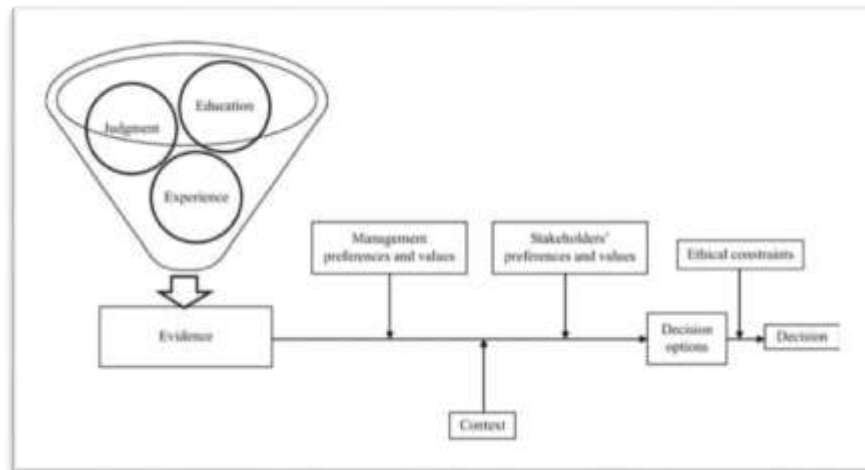 Education
Judgment
Experience
Management
preferences and values
Stakeholders'
preferences and values
Ethical constraints
Evidence
Decision
options
Decision
Context